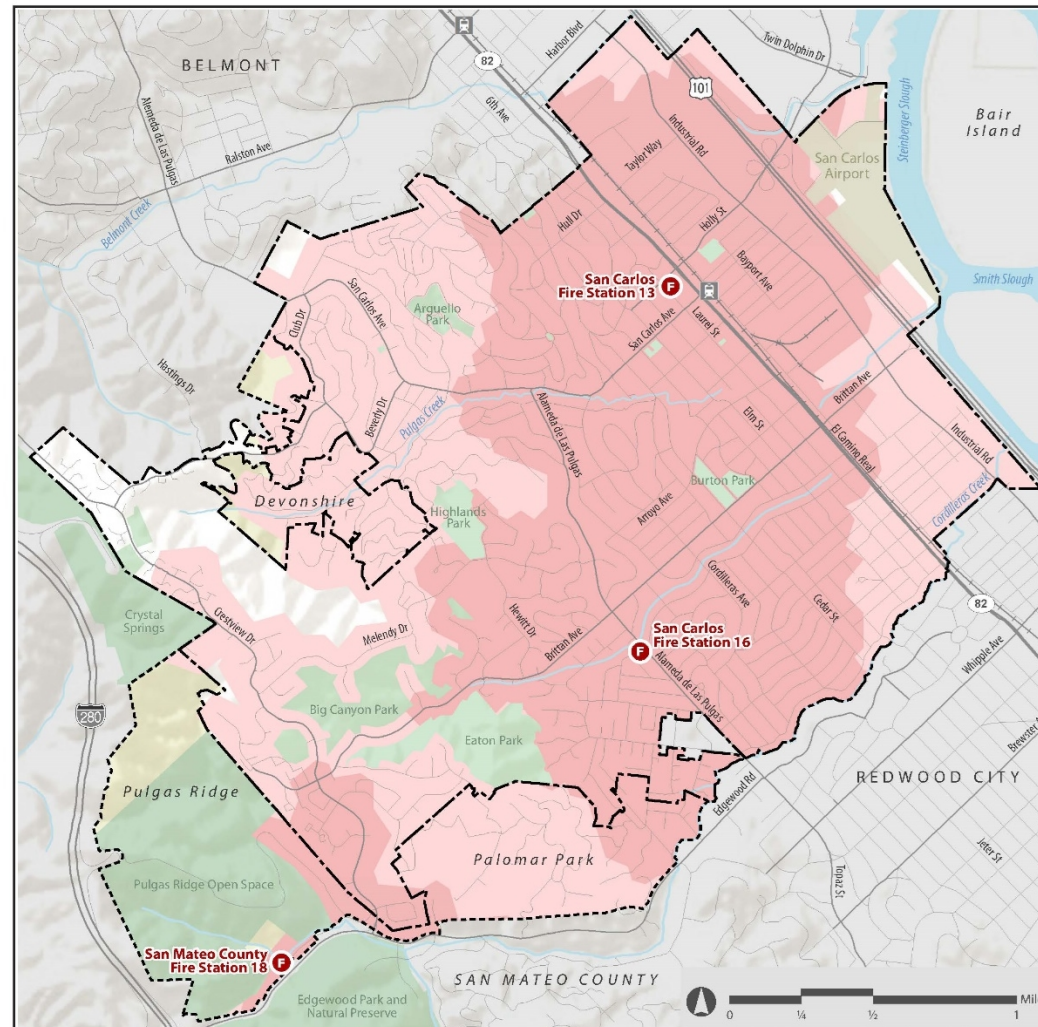 BELMONT
Alameda de Las Pulgas
Ralston Ave
Belmont Creek
6th Ave
82
Harbor Blvd
Twin Dolphin Dr
101
Industrial Rd
Taylor Way
Holly St
Hull Dr
Bayport Ave
San Carlos
Airport
Steinberger Slough
Bair
Island
Smith Slough
San Carlos
Fire Station 13
F
Laurel St
San Carlos Ave
San Carlos Ave
Arguello
Park
Club Dr
Hastings Dr
Beverly Dr
Pulgas Creek
Alameda de Las Pulgas
Elm St
Brittan Ave
El Camino Real
Industrial Rd
Cordilleras Creek
Burton Park
Arroyo Ave
Devonshire
Highlands
Park
Crystal
Springs
Crestview Dr
Melendy Dr
Hewitt Dr
Brittan Ave
Cordilleras Ave
Cedar St
82
Whipple Ave
San Carlos
Fire Station 16
F
Alameda de Las Pulgas
280
Big Canyon Park
Eaton Park
Brewster A
Pulgas Ridge
Edgewood Rd
REDWOOD CITY
Palomar Park
Jeter St
Topaz St
Pulgas Ridge Open Space
San Mateo County
Fire Station 18
F
SAN MATEO COUNTY
Edgewood Park and
Natural Preserve
0 ¼ ½ 1
Mile